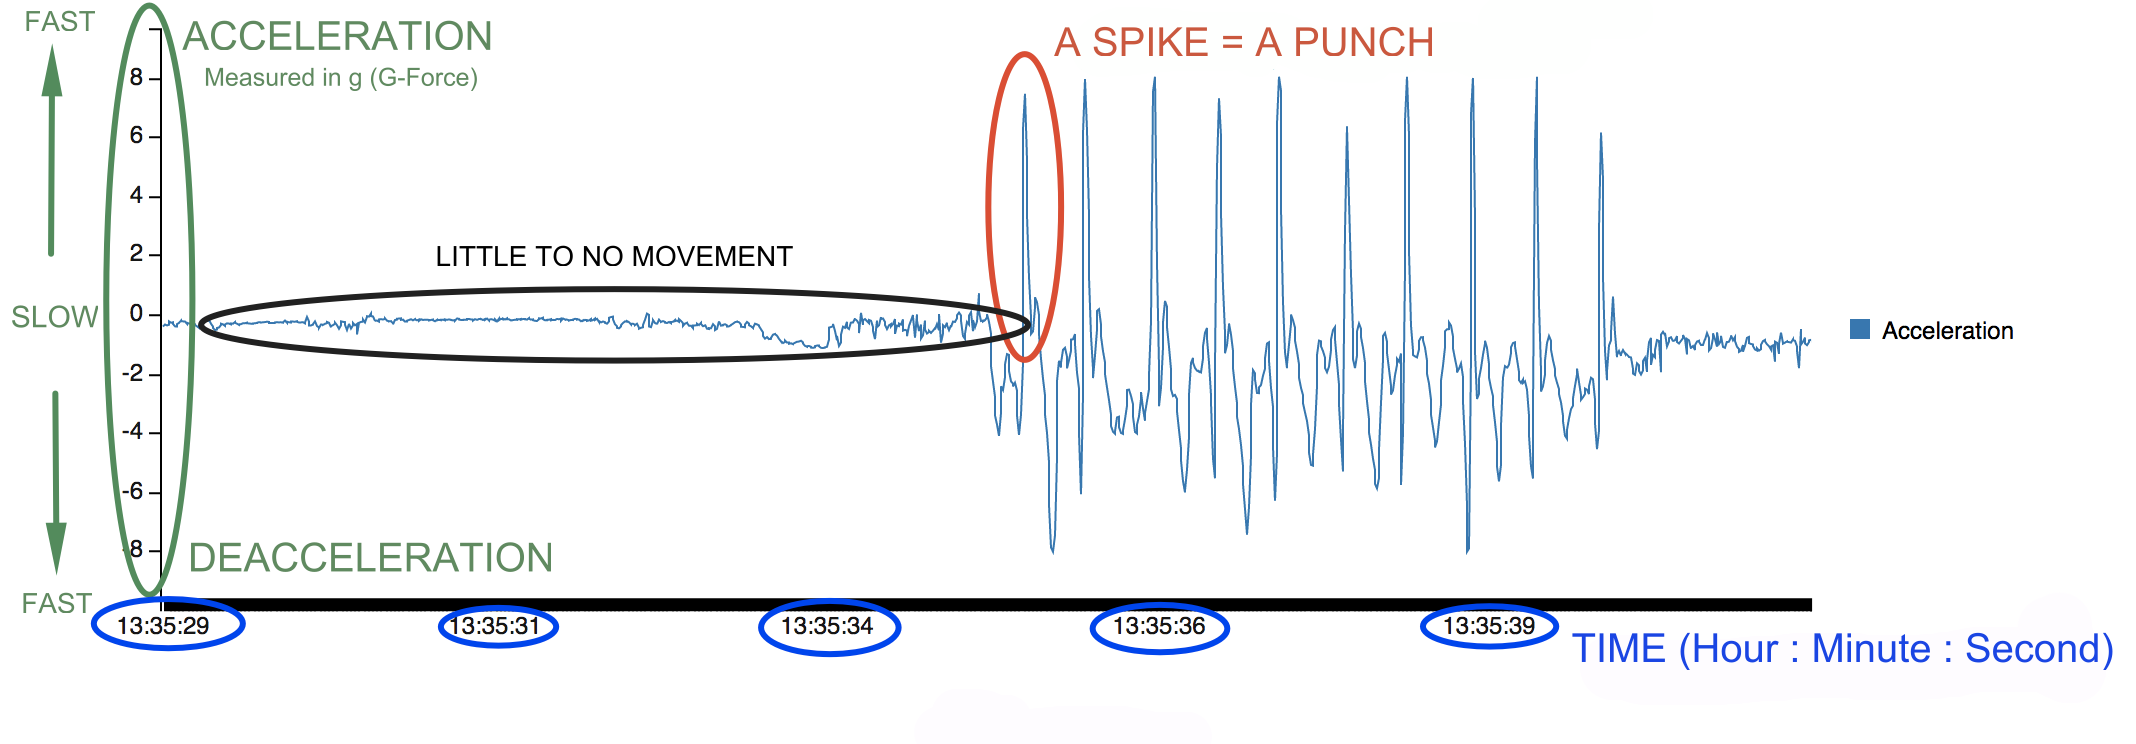 FAST
ACCELERATION
Measured in g (G-Force)
A SPIKE = A PUNCH
8
6
4
2
LITTLE TO NO MOVEMENT
0
SLOW
Acceleration
-2
-4
-6
-8
DEACCELERATION
FAST
13:35:29 13:35:31 13:35:34 13:35:36 13:35:39
TIME (Hour : Minute : Second)